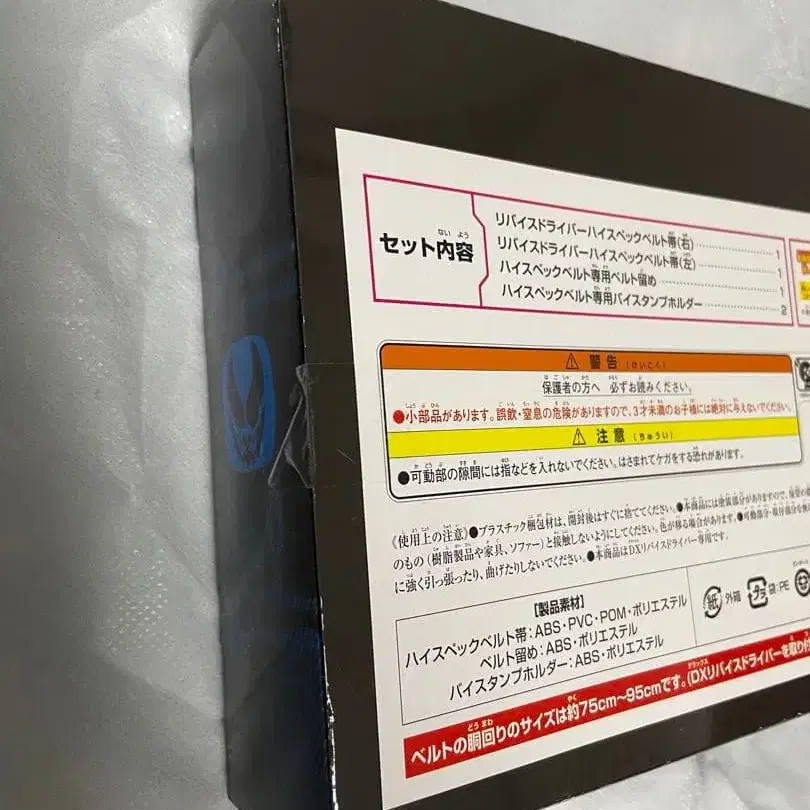 セット内容
リバイスドライバーハイスペックベルト帯(右) 1
リバイスドライバーハイスペックベルト帯(左) 1
ハイスペックベルト専用ベルト留め 1
ハイスペックベルト専用バイスタンプホルダー 2
⚠ 警告 (けいこく)
保護者の方へ 必ずお読みください。
●小部品があります。誤飲・窒息の危険がありますので、3才未満のお子様には絶対に与えないでください。
⚠ 注意 (ちゅうい)
●可動部の隙間には指などを入れないでください。はさまれてケガをする恐れがあります。
《使用上の注意》●プラスチック梱包材は、開封後はすぐに捨ててください。●本商品には塗装部分がありますので、
のもの(樹脂製品や家具、ソファー)と接触しないようにしてください。色が移る場合があります。●可動部分・取付部分を
に強く引っ張ったり、曲げたりしないでください。●本商品はDXリバイスドライバー専用です。
【製品素材】
ハイスペックベルト帯:ABS・PVC・POM・ポリエステル
ベルト留め:ABS・ポリエステル
バイスタンプホルダー:ABS・ポリエステル
紙 外箱 プラ 袋:PE
ベルトの胴回りのサイズは約75cm～95cmです。(DXリバイスドライバーを取り付